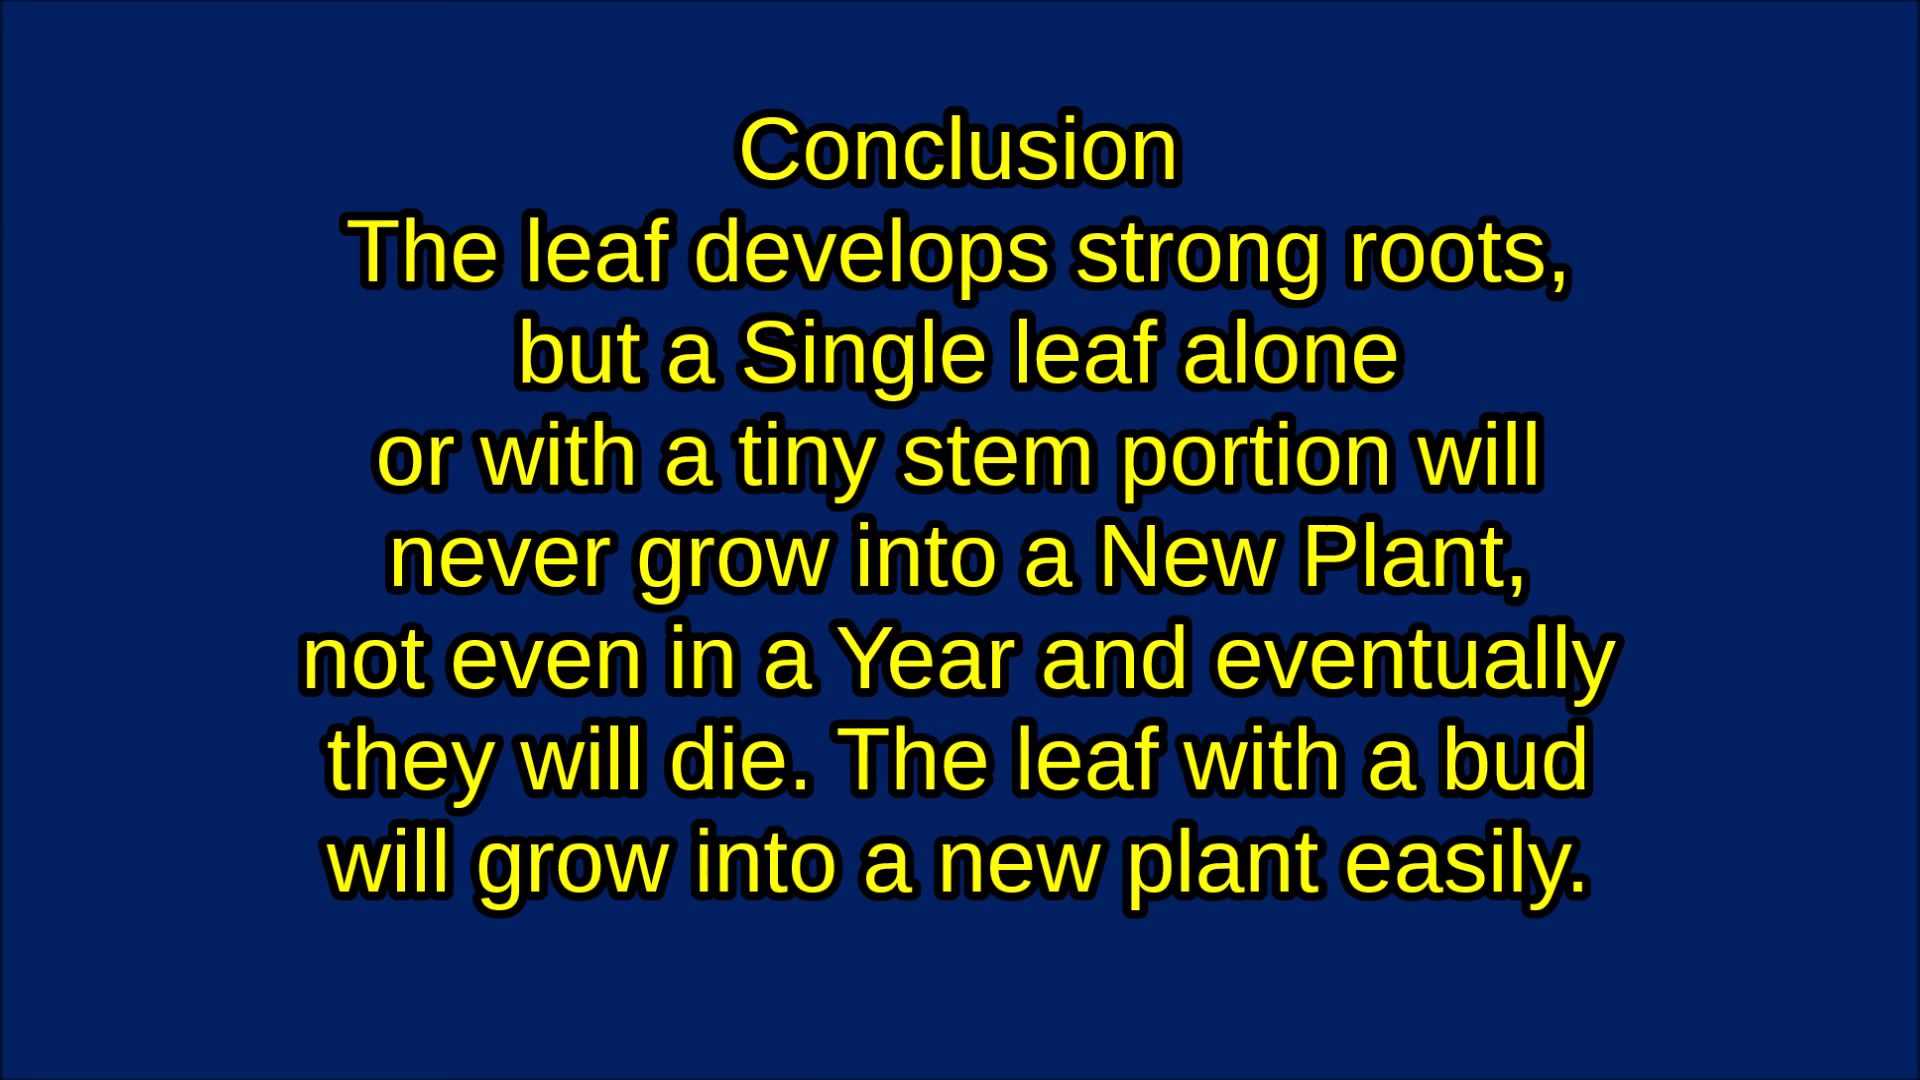 Conclusion
The leaf develops strong roots,
but a Single leaf alone
or with a tiny stem portion will
never grow into a New Plant,
not even in a Year and eventually
they will die. The leaf with a bud
will grow into a new plant easily.